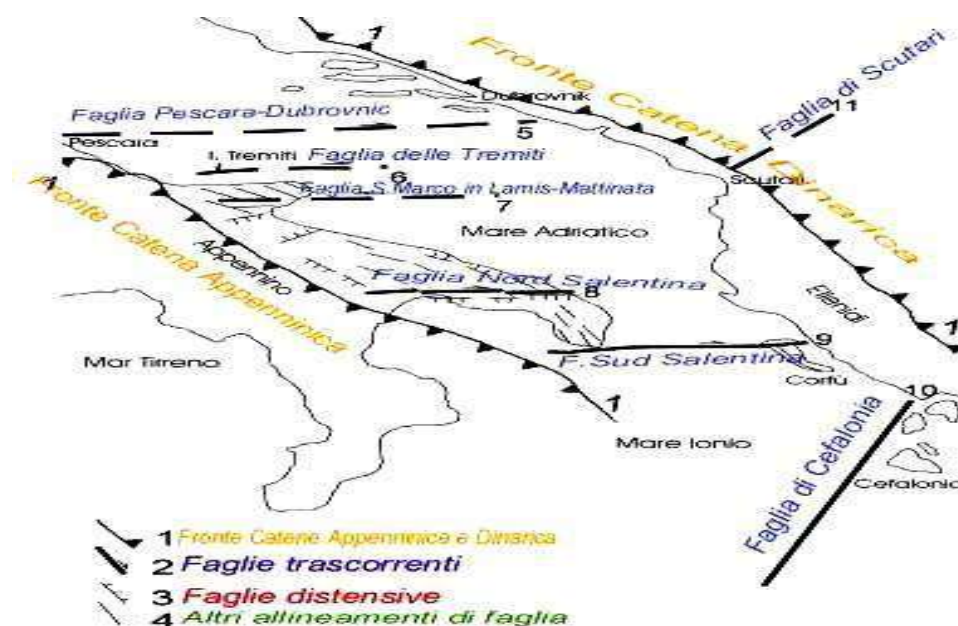 1
Fronte Catena Dinarica
Faglia di Scutari
11
Dubrovnik
Faglia Pescara-Dubrovnic
5
Pescara
I. Tremiti
Faglia delle Tremiti
6
Scutari
1
Faglia S.Marco in Lamis-Mattinata
7
Fronte Catena Appenninica
Mare Adriatico
Appennino
Faglia Nord Salentina
8
Ellenidi
1
Mar Tirreno
9
F.Sud Salentina
Corfù
10
1
Mare Ionio
Faglia di Cefalonia
Cefalonia
1 Fronte Catene Appenninica e Dinarica
2 Faglie trascorrenti
3 Faglie distensive
4 Altri allineamenti di faglia